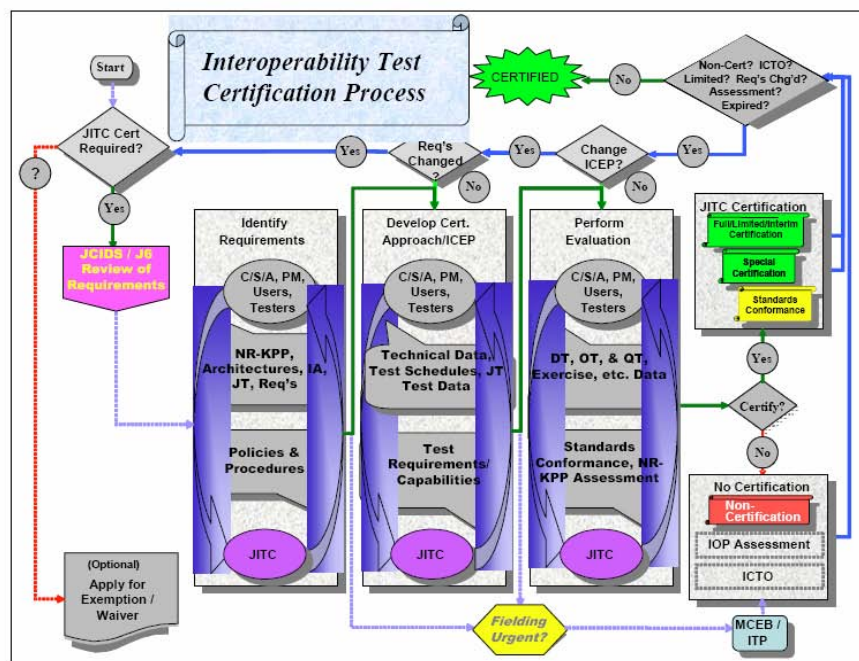 Interoperability Test
Certification Process
Start
JITC Cert
Required?
?
Yes
JCIDS / J6
Review of
Requirements
(Optional)
Apply for
Exemption /
Waiver
CERTIFIED
No
Non-Cert? ICTO?
Limited? Req's Chg'd?
Assessment?
Expired?
Yes
Change
ICEP?
No
Yes
Req's
Changed
?
No
Yes
Identify
Requirements
C/S/A, PM,
Users,
Testers
NR-KPP,
Architectures, IA,
JT, Req's
Policies &
Procedures
JITC
Develop Cert.
Approach/ICEP
C/S/A, PM,
Users,
Testers
Technical Data,
Test Schedules, JT
Test Data
Test
Requirements/
Capabilities
JITC
Perform
Evaluation
C/S/A, PM,
Users,
Testers
DT, OT, & QT,
Exercise, etc. Data
Standards
Conformance, NR-
KPP Assessment
JITC
Fielding
Urgent?
MCEB /
ITP
Certify?
Yes
No
JITC Certification
Full/Limited/Interim
Certification
Special
Certification
Standards
Conformance
No Certification
Non-
Certification
IOP Assessment
ICTO